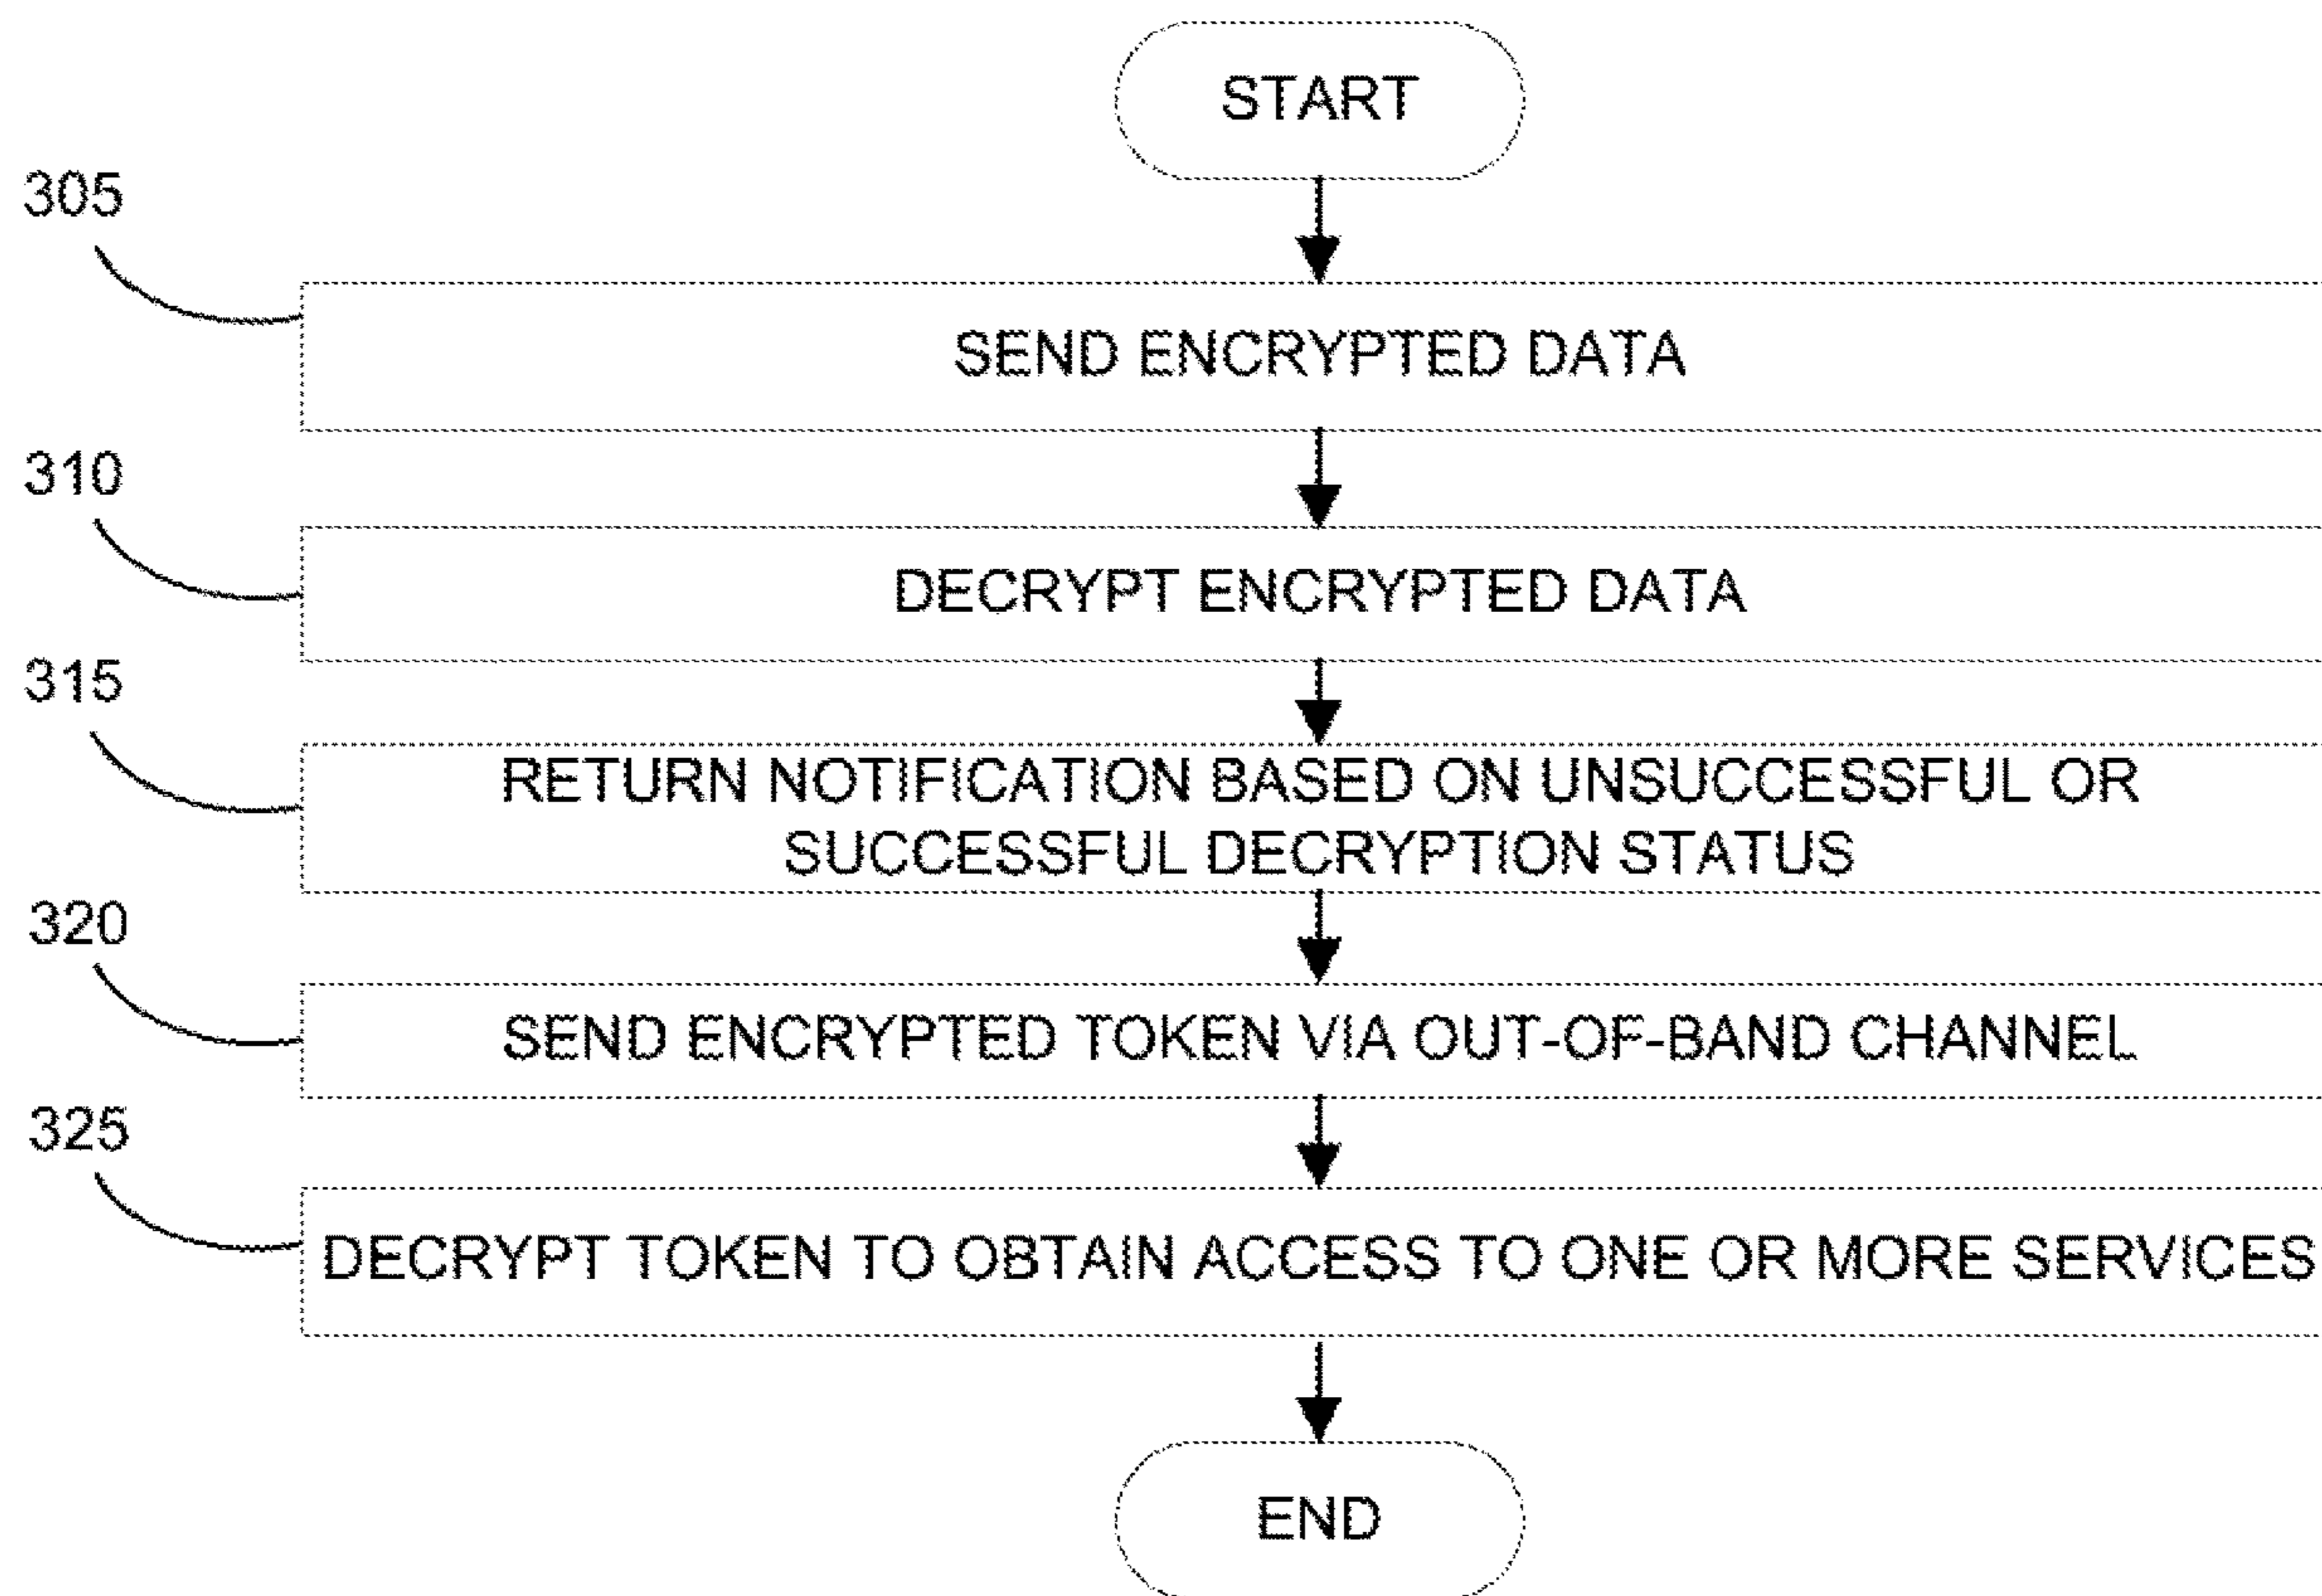 START
305
SEND ENCRYPTED DATA
310
DECRYPT ENCRYPTED DATA
315
RETURN NOTIFICATION BASED ON UNSUCCESSFUL OR
SUCCESSFUL DECRYPTION STATUS
320
SEND ENCRYPTED TOKEN VIA OUT-OF-BAND CHANNEL
325
DECRYPT TOKEN TO OBTAIN ACCESS TO ONE OR MORE SERVICES
END